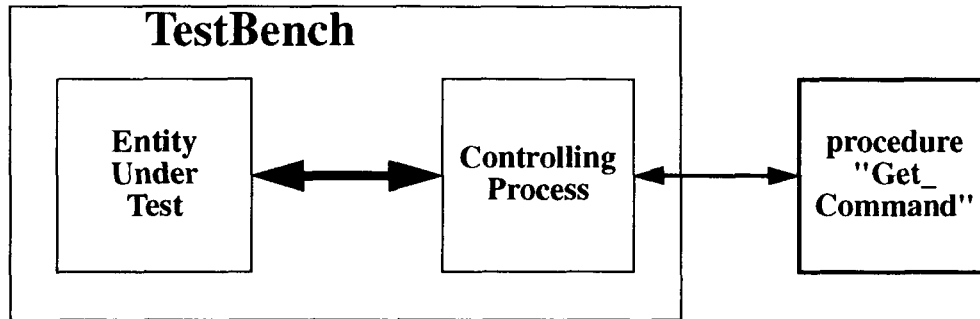 TestBench
Entity
Under
Test
Controlling
Process
procedure
"Get_
Command"